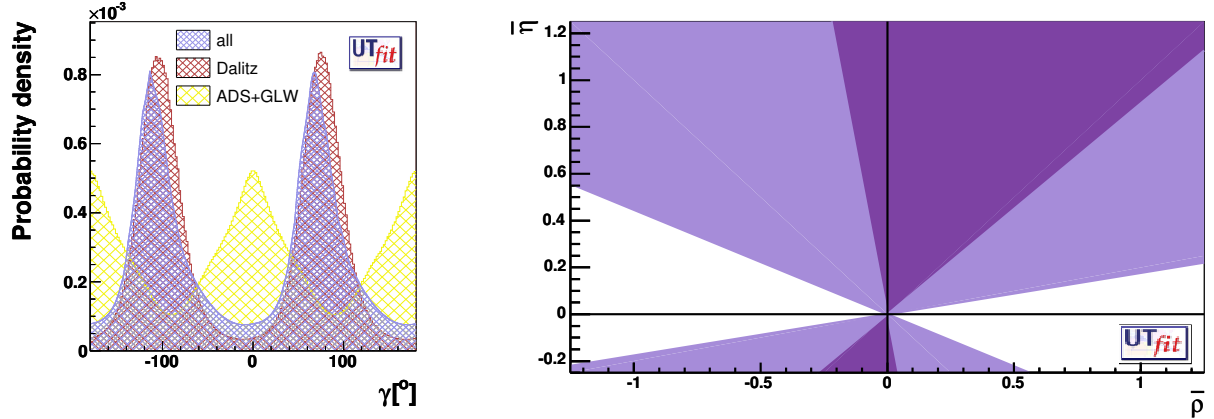 ×10⁻³
Probability density
0.8
0.6
0.4
0.2
0
-100
0
100
γ[°]
all
Dalitz
ADS+GLW
UTfit
η̅
1.2
1
0.8
0.6
0.4
0.2
0
-0.2
-1
-0.5
0
0.5
1
ρ̅
UTfit